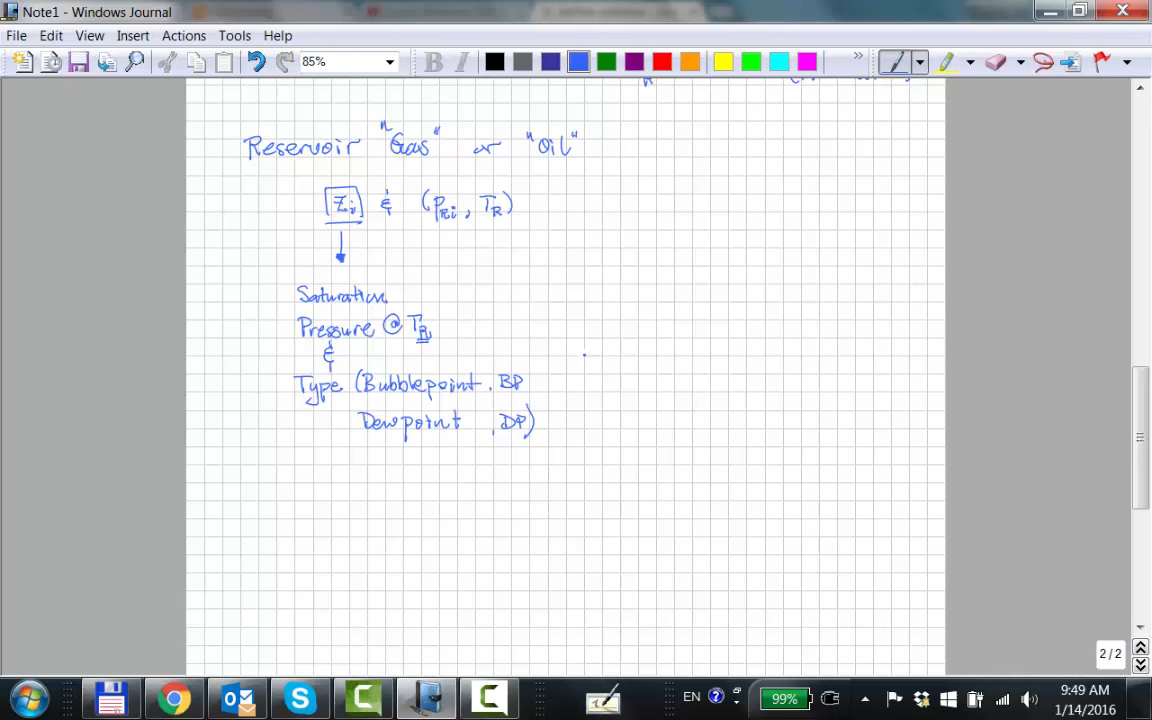 Note1 - Windows Journal
File Edit View Insert Actions Tools Help
85%
Reservoir "Gas" or "Oil"
Zi & (PRi, TR)
Saturation
Pressure @ TR
&
Type (Bubblepoint, BP
Dewpoint, DP)
2 / 2
EN 99% 9:49 AM
1/14/2016